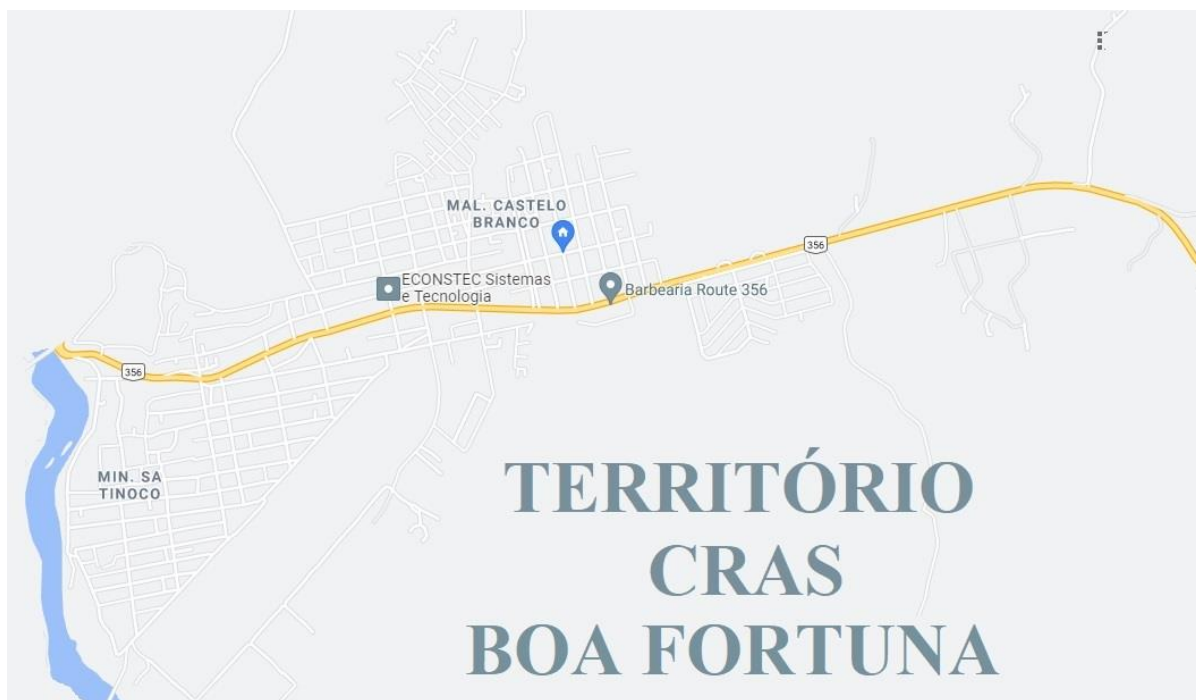 MAL. CASTELO
BRANCO
356
ECONSTEC Sistemas
e Tecnologia
Barbearia Route 356
356
MIN. SA
TINOCO
TERRITÓRIO
CRAS
BOA FORTUNA